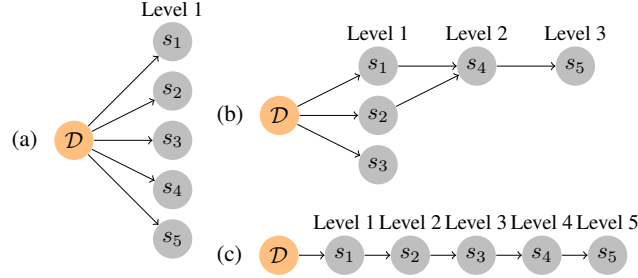 (a)
Level 1
𝒟
s₁
s₂
s₃
s₄
s₅
(b)
Level 1 Level 2 Level 3
𝒟
s₁ s₄ s₅
s₂
s₃
(c)
Level 1 Level 2 Level 3 Level 4 Level 5
𝒟 s₁ s₂ s₃ s₄ s₅